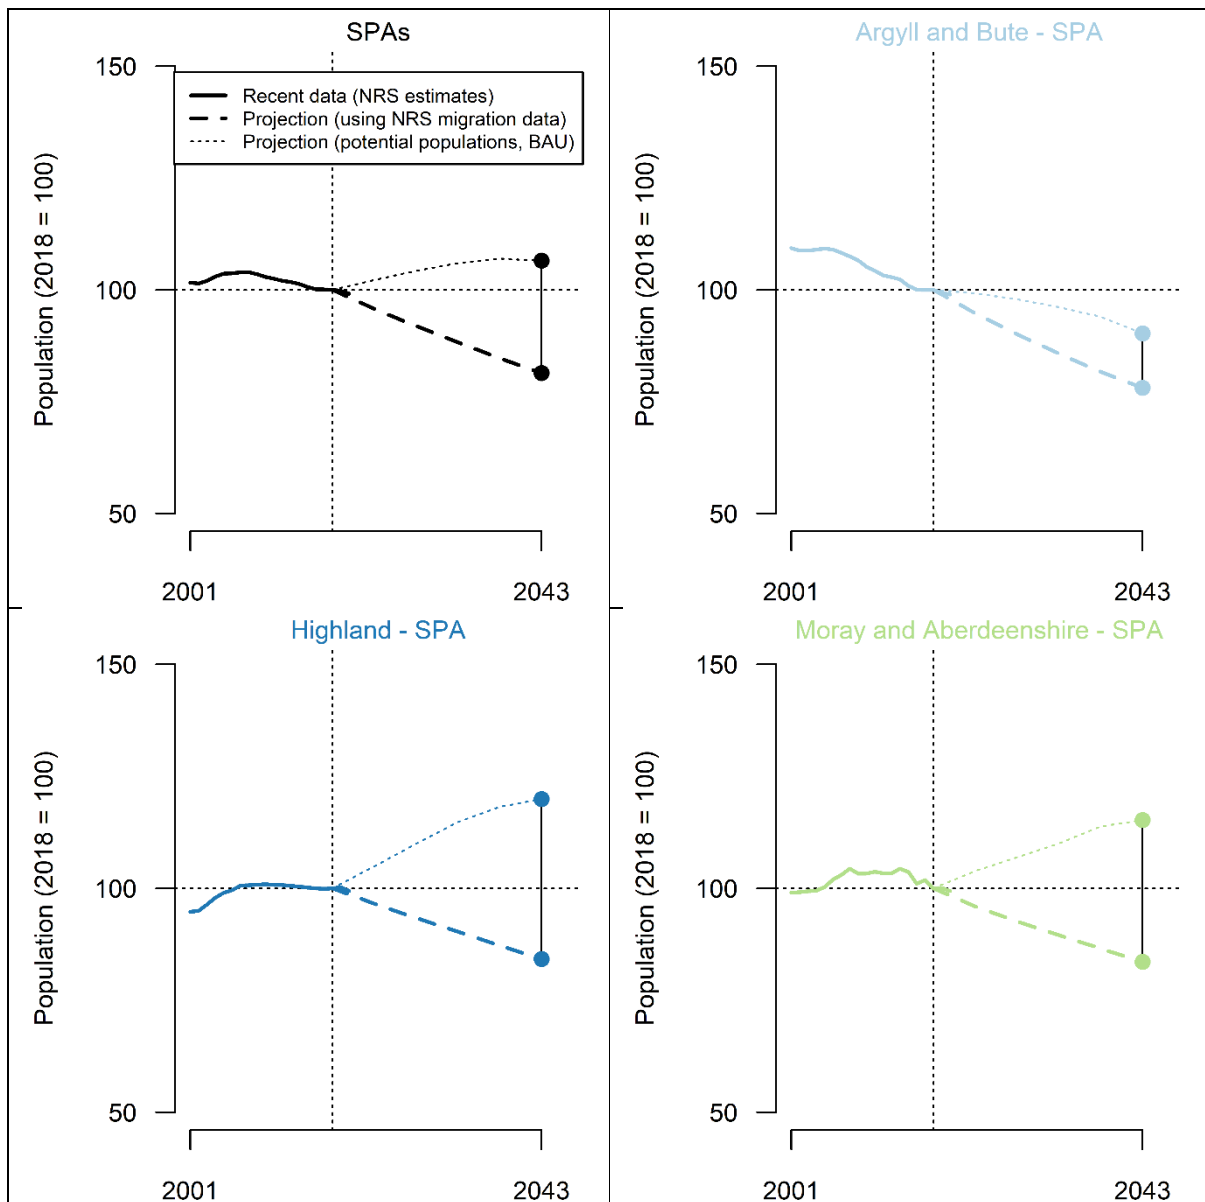 SPAs
150
Recent data (NRS estimates)
Projection (using NRS migration data)
Projection (potential populations, BAU)
Population (2018 = 100)
100
50
2001
2043
Argyll and Bute - SPA
150
Population (2018 = 100)
100
50
2001
2043
Highland - SPA
150
Population (2018 = 100)
100
50
2001
2043
Moray and Aberdeenshire - SPA
150
Population (2018 = 100)
100
50
2001
2043